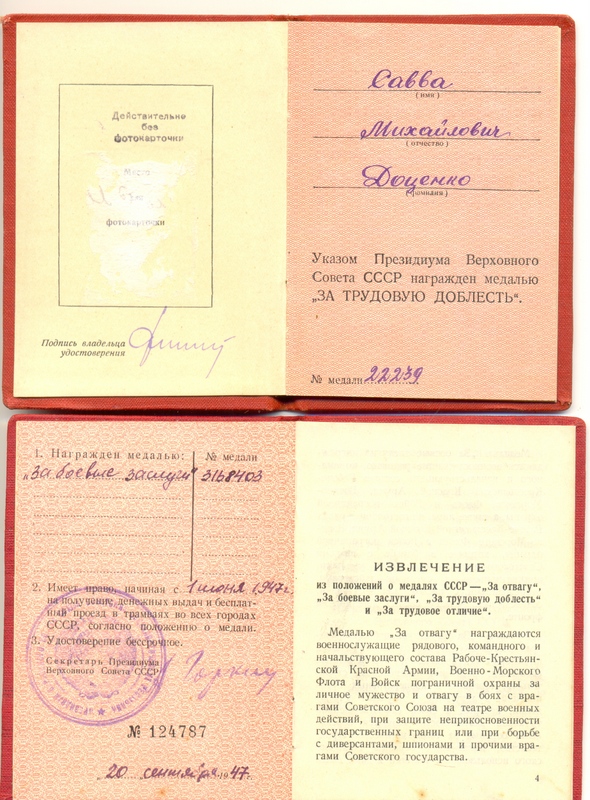 Действительно
без
фотокарточки
Место
фотокарточки
Подпись владельца
удостоверения
Савва
(имя)
Михайлович
(отчество)
Доценко
(фамилия)
Указом Президиума Верховного
Совета СССР награжден медалью
„ЗА ТРУДОВУЮ ДОБЛЕСТЬ“.
№ медали 22239
1. Награжден медалью: № медали
„За боевые заслуги“ 3168403
2. Имеет право, начиная с 1 июня 1947 г.
на получение денежных выдач и бесплат-
ный проезд в трамваях во всех городах
СССР, согласно положению о медали.
3. Удостоверение бессрочное.
Секретарь Президиума
Верховного Совета СССР
Горкин
№ 124787
20 сентября 1947.
ИЗВЛЕЧЕНИЕ
из положений о медалях СССР — „За отвагу“,
„За боевые заслуги“, „За трудовую доблесть“
и „За трудовое отличие“.
Медалью „За отвагу“ награждаются
военнослужащие рядового, командного и
начальствующего состава Рабоче-Крестьян-
ской Красной Армии, Военно-Морского
Флота и Войск пограничной охраны за
личное мужество и отвагу в боях с вра-
гами Советского Союза на театре военных
действий, при защите неприкосновенности
государственных границ или при борьбе
с диверсантами, шпионами и прочими вра-
гами Советского государства.
4